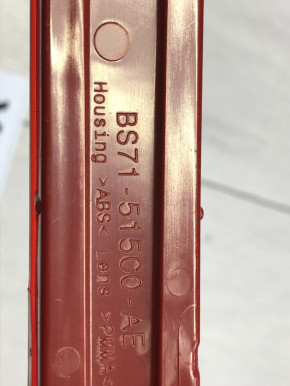 BS71-515C0-AE
Housing >ABS< Lens >PMMA<